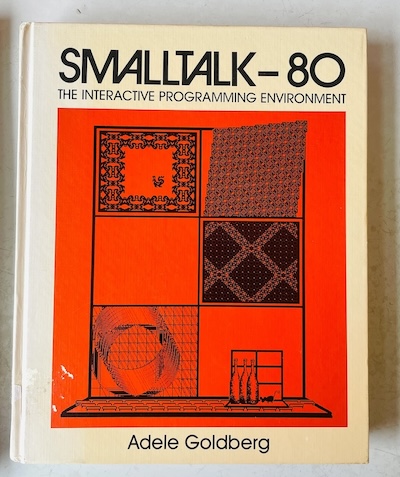 SMALLTALK–80
THE INTERACTIVE PROGRAMMING ENVIRONMENT
Adele Goldberg